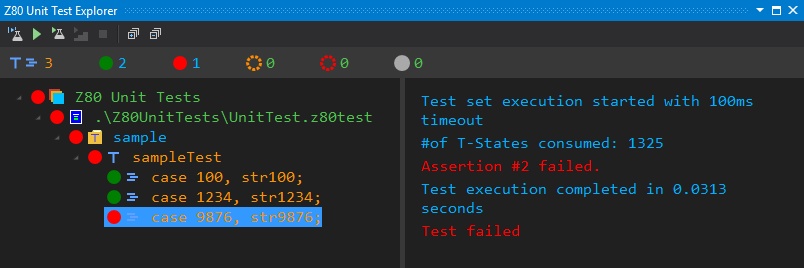 Z80 Unit Test Explorer
3 2 1 0 0 0
Z80 Unit Tests
.\Z80UnitTests\UnitTest.z80test
sample
sampleTest
case 100, str100;
case 1234, str1234;
case 9876, str9876;
Test set execution started with 100ms
timeout
#of T-States consumed: 1325
Assertion #2 failed.
Test execution completed in 0.0313
seconds
Test failed